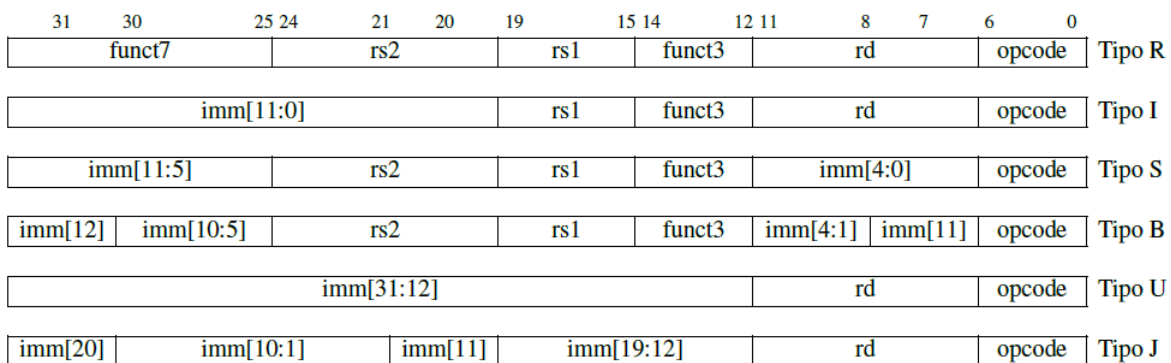 31 30 25 24 21 20 19 15 14 12 11 8 7 6 0
funct7 rs2 rs1 funct3 rd opcode Tipo R
imm[11:0] rs1 funct3 rd opcode Tipo I
imm[11:5] rs2 rs1 funct3 imm[4:0] opcode Tipo S
imm[12] imm[10:5] rs2 rs1 funct3 imm[4:1] imm[11] opcode Tipo B
imm[31:12] rd opcode Tipo U
imm[20] imm[10:1] imm[11] imm[19:12] rd opcode Tipo J